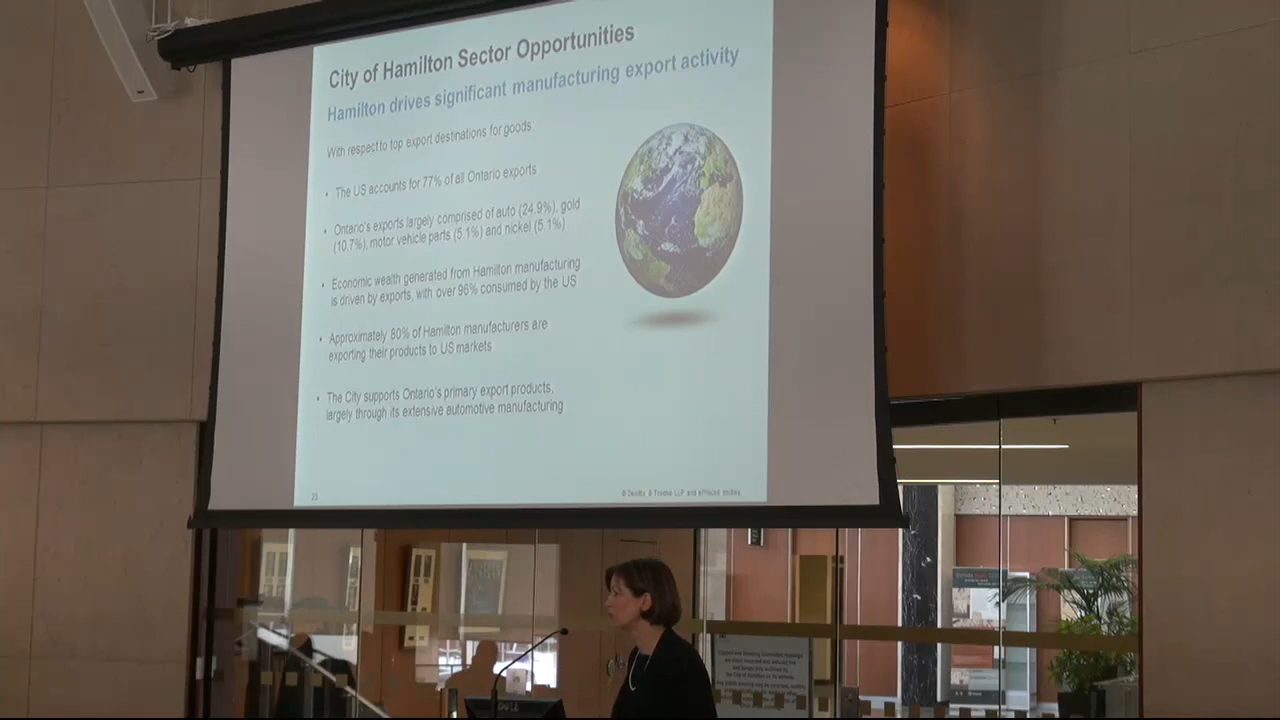 City of Hamilton Sector Opportunities
Hamilton drives significant manufacturing export activity
With respect to top export destinations for goods:
• The US accounts for 77% of all Ontario exports
• Ontario's exports largely comprised of auto (24.9%), gold
(10.7%), motor vehicle parts (5.1%) and nickel (5.1%)
• Economic wealth generated from Hamilton manufacturing
is driven by exports, with over 96% consumed by the US
• Approximately 80% of Hamilton manufacturers are
exporting their products to US markets
• The City supports Ontario's primary export products,
largely through its extensive automotive manufacturing
© Deloitte & Touche LLP and affiliated entities.
DELL